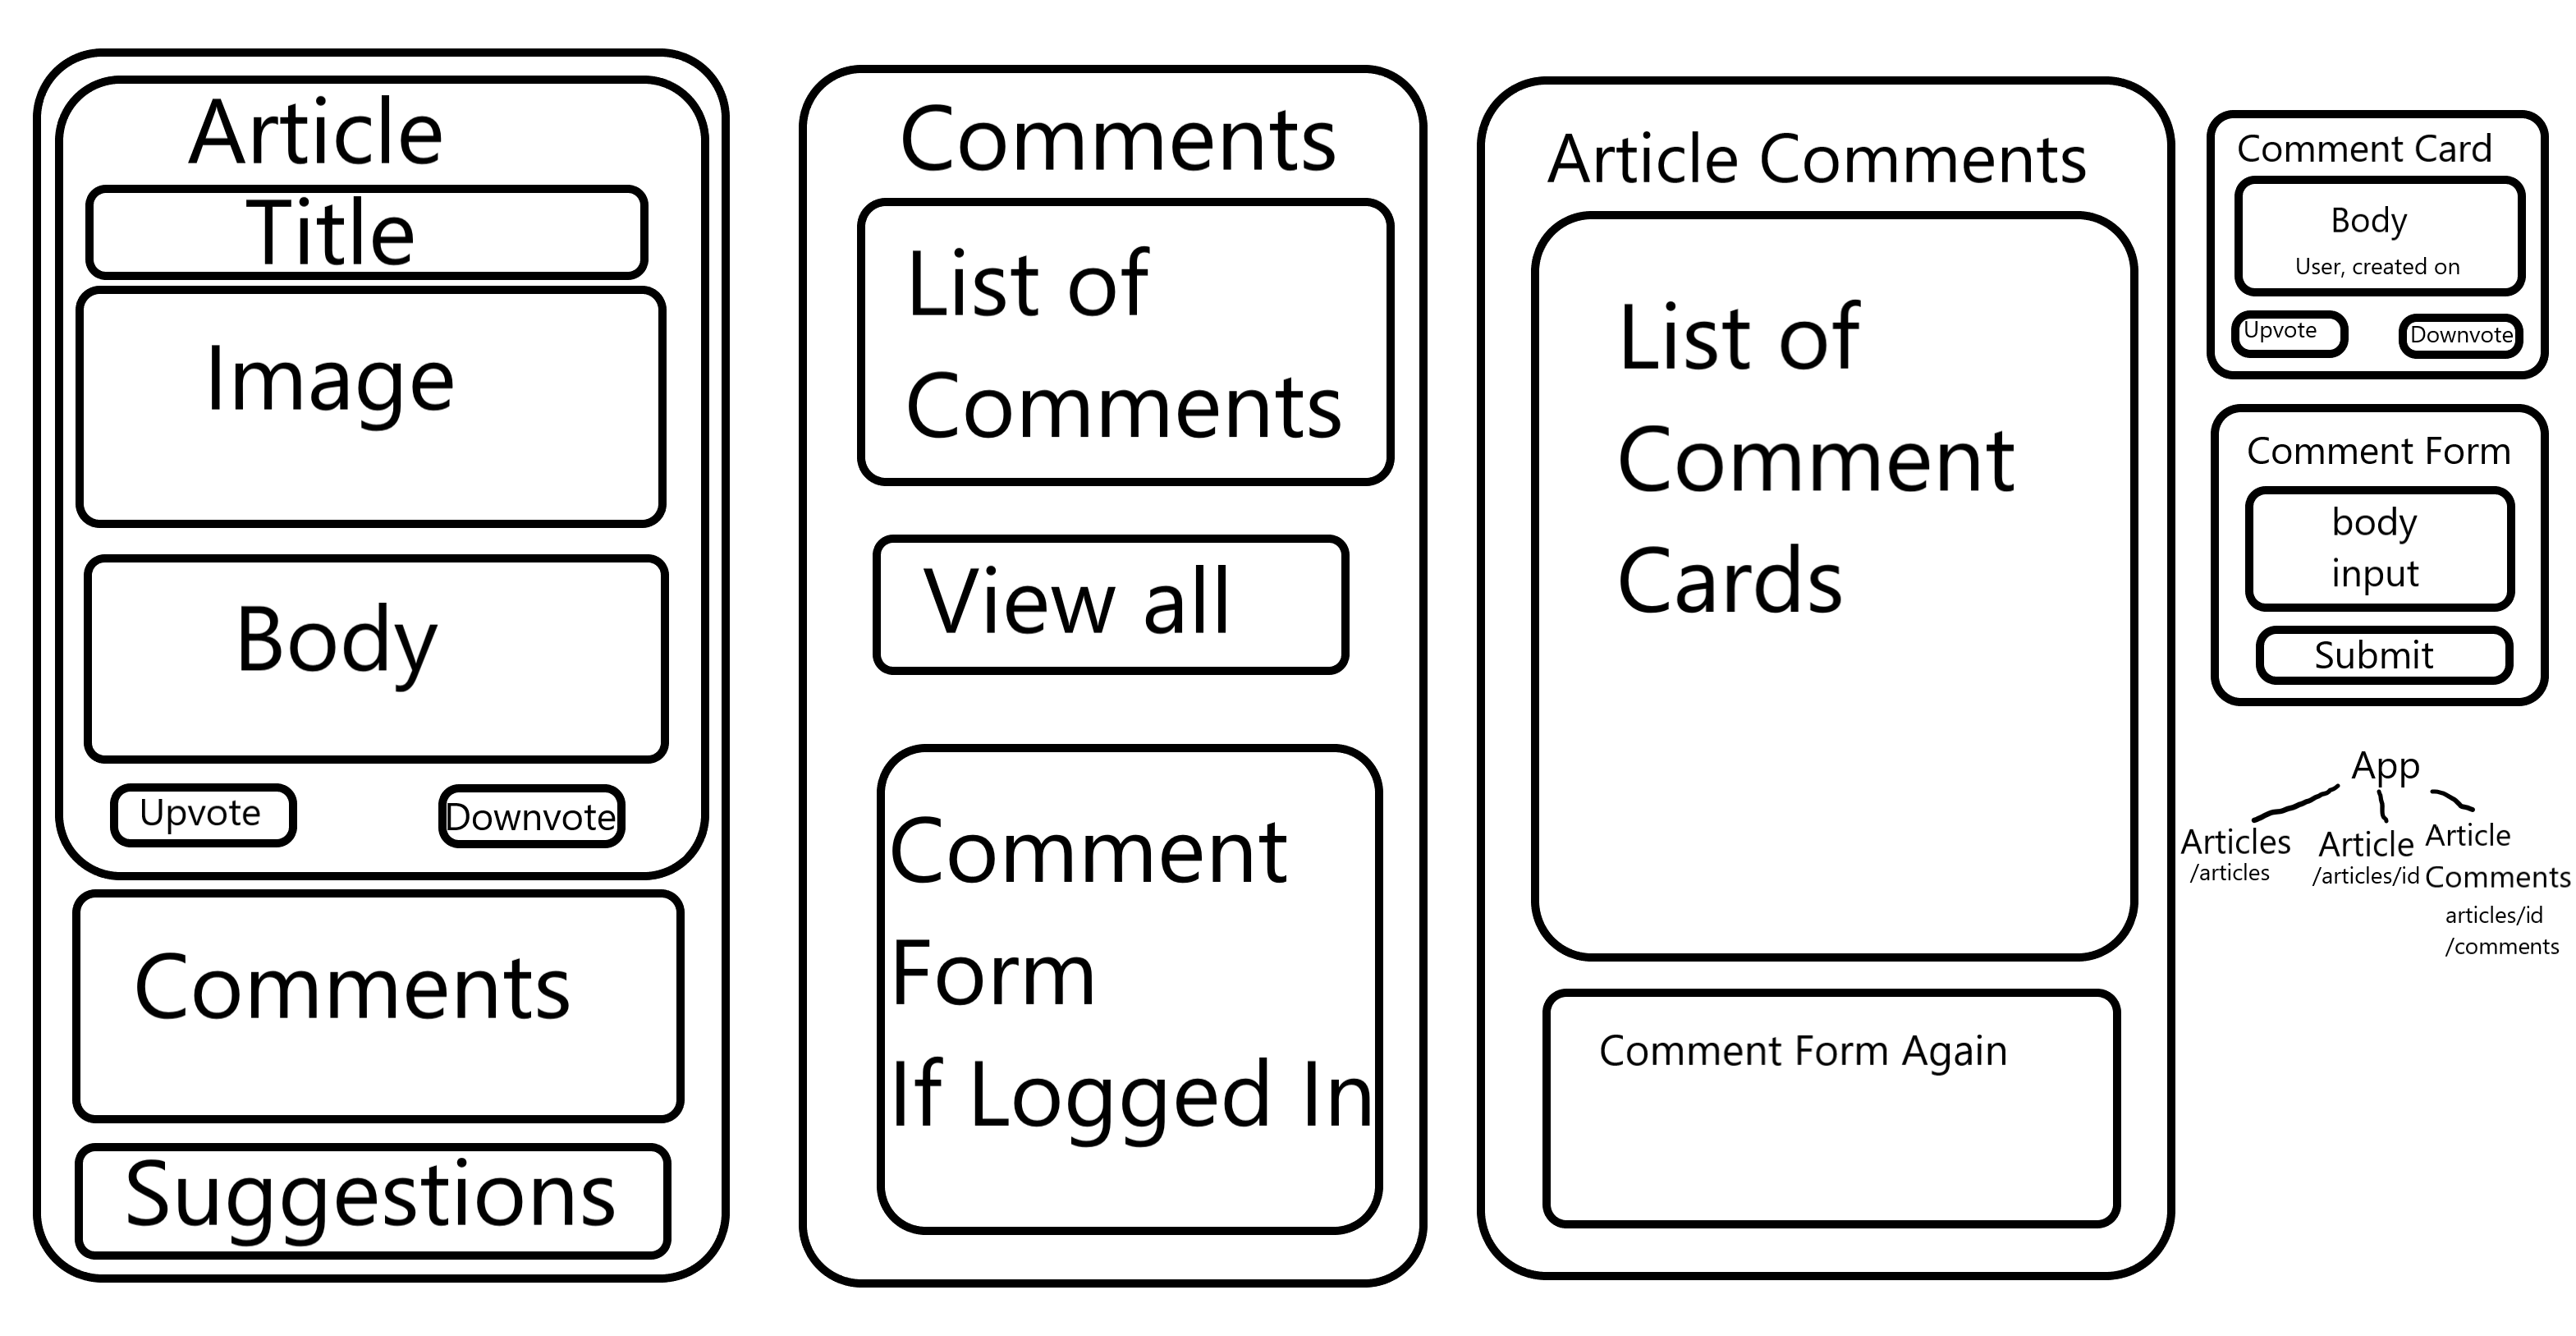 Article
Title
Image
Body
Upvote
Downvote
Comments
Suggestions
Comments
List of
Comments
View all
Comment
Form
If Logged In
Article Comments
List of
Comment
Cards
Comment Form Again
Comment Card
Body
User, created on
Upvote
Downvote
Comment Form
body
input
Submit
App
Articles
/articles
Article
/articles/id
Article
Comments
articles/id
/comments